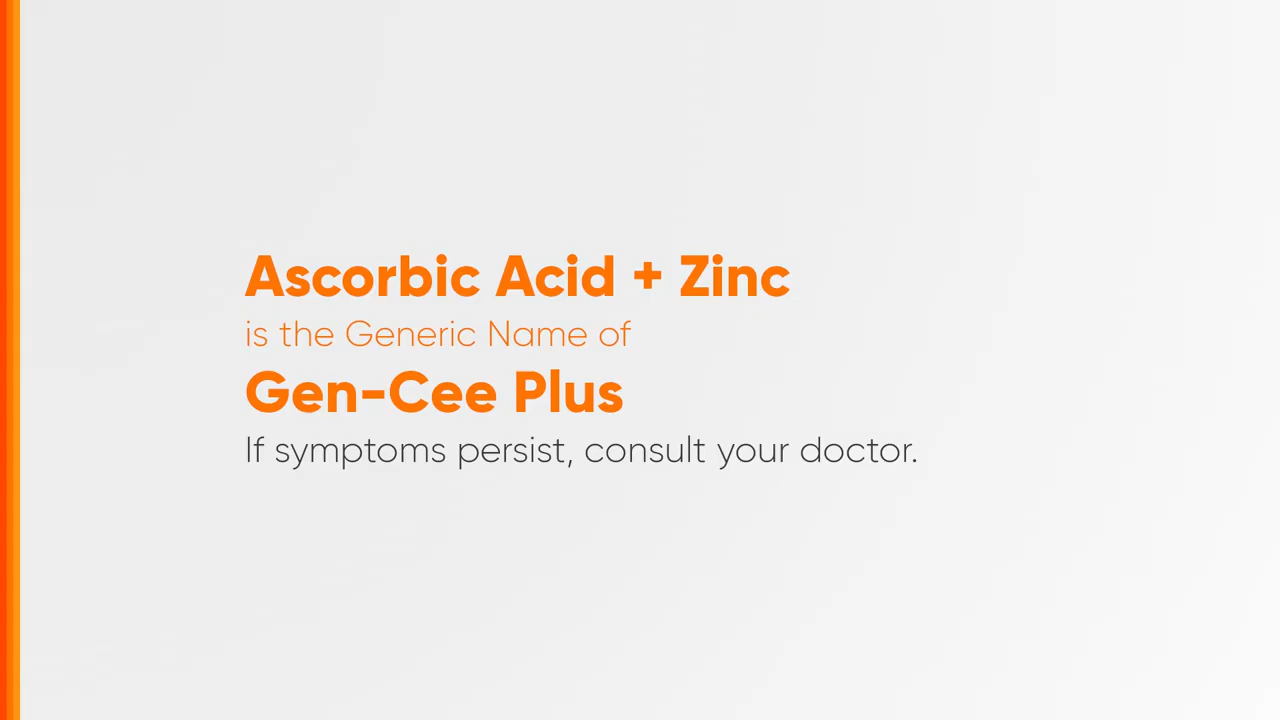 Ascorbic Acid + Zinc
is the Generic Name of
Gen-Cee Plus
If symptoms persist, consult your doctor.